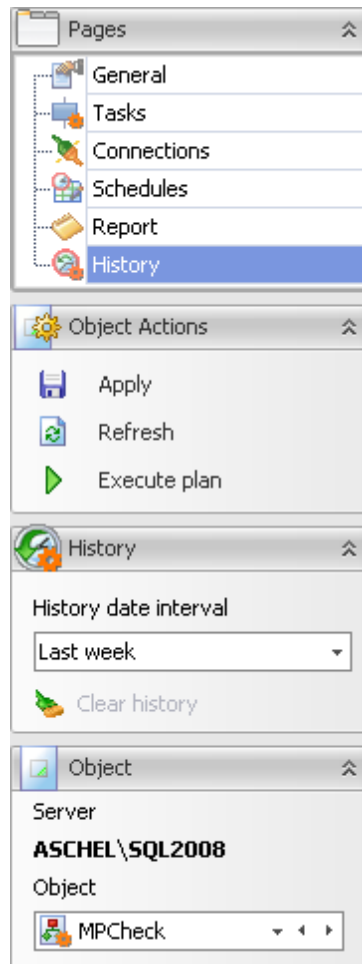 Pages
General
Tasks
Connections
Schedules
Report
History
Object Actions
Apply
Refresh
Execute plan
History
History date interval
Last week
Clear history
Object
Server
ASCHEL\SQL2008
Object
MPCheck